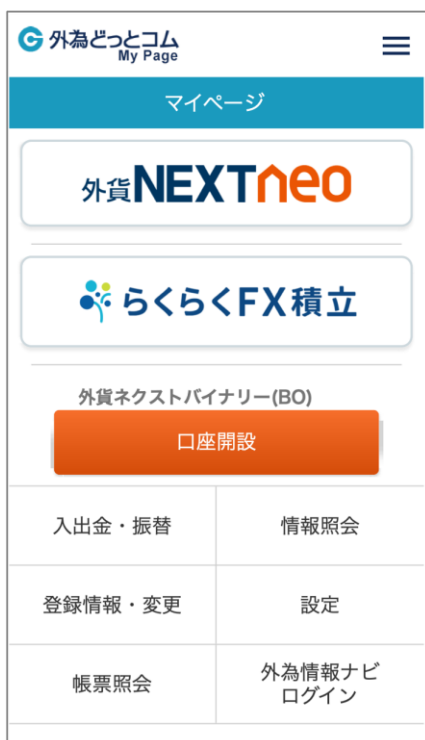 外為どっとコム
My Page
マイページ
外貨NEXTneo
らくらくFX積立
外貨ネクストバイナリー(BO)
口座開設
入出金・振替
情報照会
登録情報・変更
設定
帳票照会
外為情報ナビ
ログイン